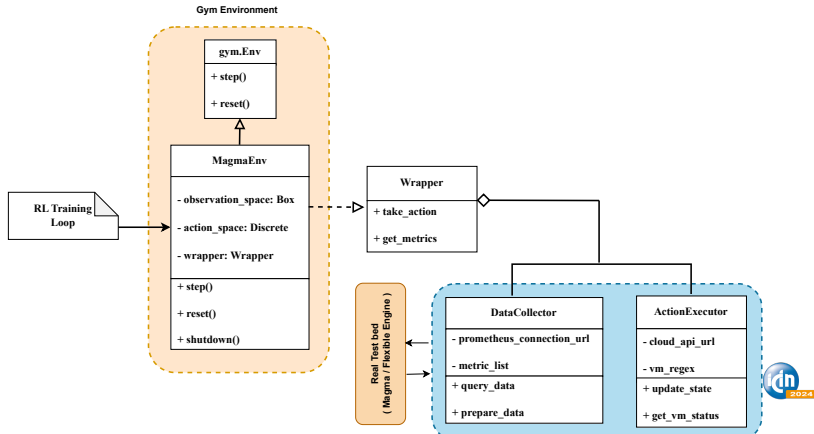 Gym Environment
gym.Env
+ step()
+ reset()
MagmaEnv
- observation_space: Box
- action_space: Discrete
- wrapper: Wrapper
+ step()
+ reset()
+ shutdown()
RL Training
Loop
Wrapper
+ take_action
+ get_metrics
Real Test bed
( Magma / Flexible Engine )
DataCollector
- prometheus_connection_url
- metric_list
+ query_data
+ prepare_data
ActionExecutor
- cloud_api_url
- vm_regex
+ update_state
+ get_vm_status
icdn
2024